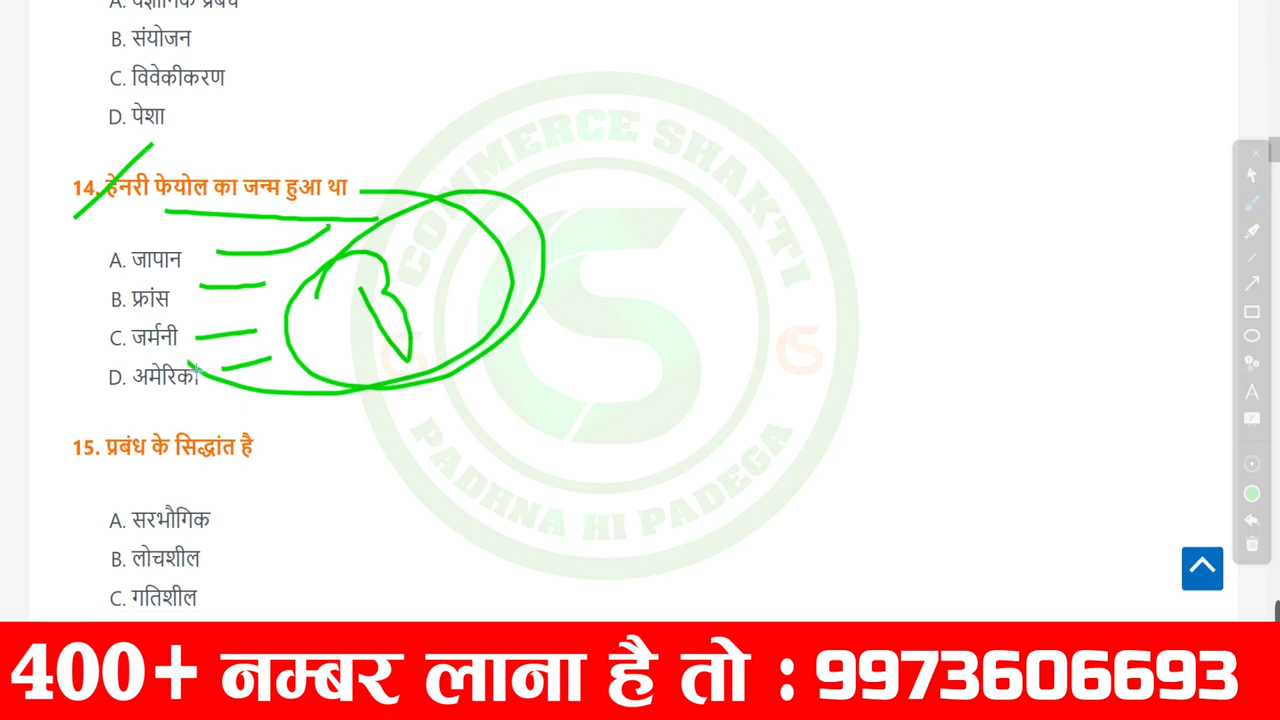 A. वैज्ञानिक प्रबंध
B. संयोजन
C. विवेकीकरण
D. पेशा
14. हेनरी फेयोल का जन्म हुआ था
A. जापान
B. फ्रांस
C. जर्मनी
D. अमेरिका
15. प्रबंध के सिद्धांत है
A. सरभौगिक
B. लोचशील
C. गतिशील
COMMERCE SHAKTI
PADHNA HI PADEGA
400+ नम्बर लाना है तो : 9973606693